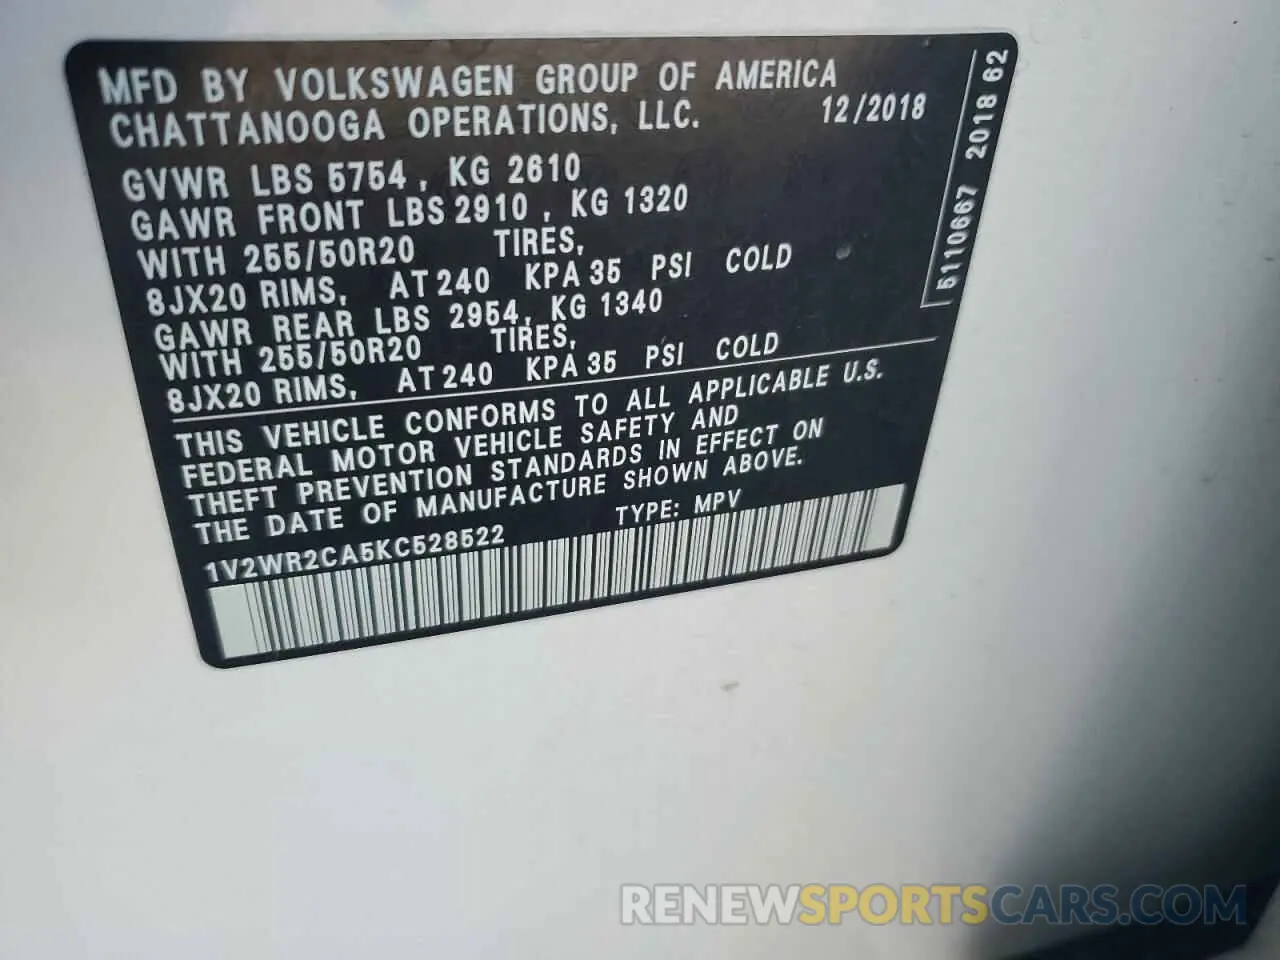 MFD BY VOLKSWAGEN GROUP OF AMERICA
CHATTANOOGA OPERATIONS, LLC. 12/2018
GVWR LBS 5754 , KG 2610
GAWR FRONT LBS 2910 , KG 1320
WITH 255/50R20 TIRES,
8JX20 RIMS, AT 240 KPA 35 PSI COLD
GAWR REAR LBS 2954, KG 1340
WITH 255/50R20 TIRES,
8JX20 RIMS, AT 240 KPA 35 PSI COLD
THIS VEHICLE CONFORMS TO ALL APPLICABLE U.S.
FEDERAL MOTOR VEHICLE SAFETY AND
THEFT PREVENTION STANDARDS IN EFFECT ON
THE DATE OF MANUFACTURE SHOWN ABOVE.
1V2WR2CA5KC528522 TYPE: MPV
5110667 2018 62
RENEWSPORTSCARS.COM